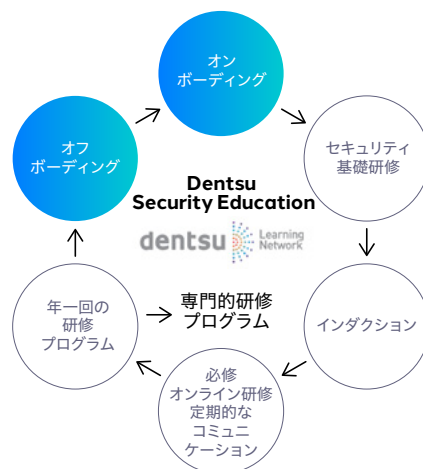 オン
ボーディング
オフ
ボーディング
セキュリティ
基礎研修
Dentsu
Security Education
dentsu
Learning
Network
年一回の
研修
プログラム
専門的研修
プログラム
インダクション
必修
オンライン研修
定期的な
コミュニ
ケーション